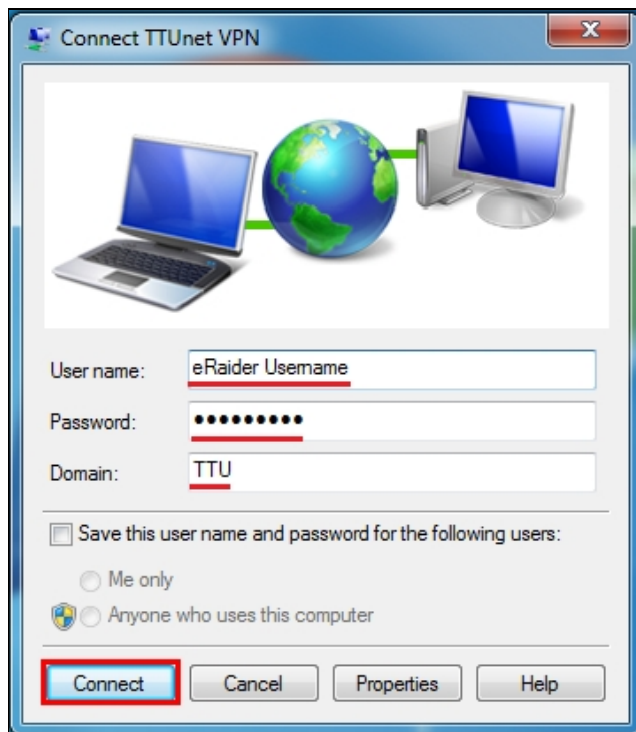 Connect TTUnet VPN
X
User name:
eRaider Username
Password:
•••••••••
Domain:
TTU
Save this user name and password for the following users:
Me only
Anyone who uses this computer
Connect
Cancel
Properties
Help